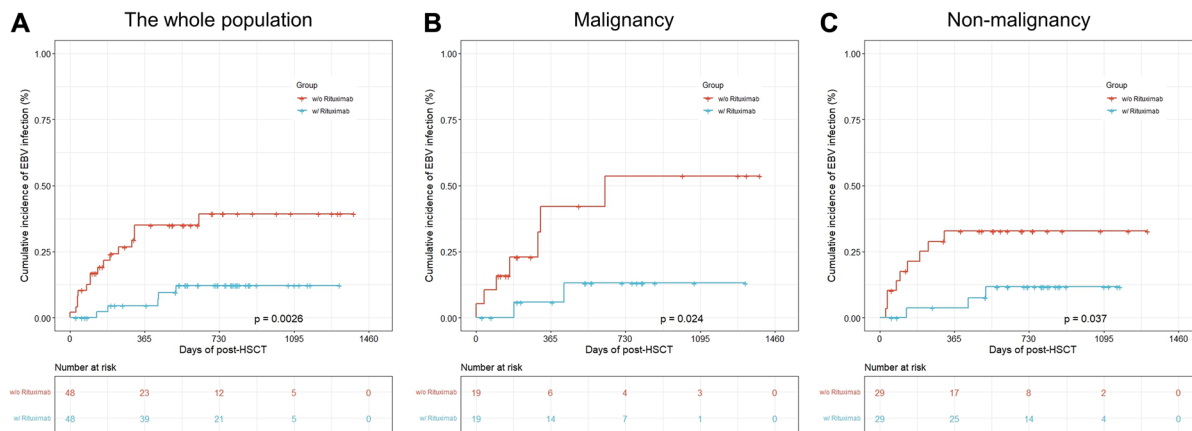 A The whole population
Cumulative incidence of EBV infection (%)
1.00
0.75
0.50
0.25
0.00
Group
w/o Rituximab
w/ Rituximab
p = 0.0026
0 365 730 1095 1460
Days of post-HSCT
Number at risk
w/o Rituximab 48 23 12 5 0
w/ Rituximab 48 39 21 5 0
B Malignancy
Cumulative incidence of EBV infection (%)
1.00
0.75
0.50
0.25
0.00
Group
w/o Rituximab
w/ Rituximab
p = 0.024
0 365 730 1095 1460
Days of post-HSCT
Number at risk
w/o Rituximab 19 6 4 3 0
w/ Rituximab 19 14 7 1 0
C Non-malignancy
Cumulative incidence of EBV infection (%)
1.00
0.75
0.50
0.25
0.00
Group
w/o Rituximab
w/ Rituximab
p = 0.037
0 365 730 1095 1460
Days of post-HSCT
Number at risk
w/o Rituximab 29 17 8 2 0
w/ Rituximab 29 25 14 4 0